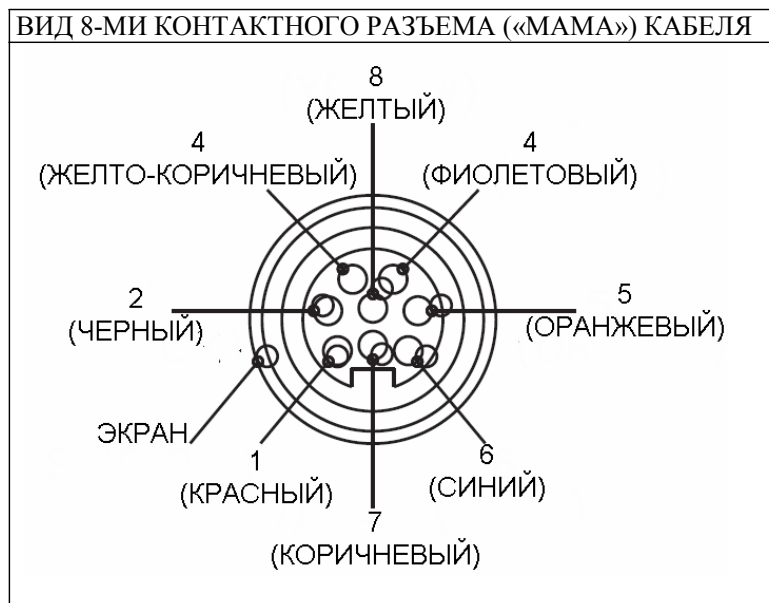 ВИД 8-МИ КОНТАКТНОГО РАЗЪЕМА («МАМА») КАБЕЛЯ
8
(ЖЕЛТЫЙ)
4
(ЖЕЛТО-КОРИЧНЕВЫЙ)
4
(ФИОЛЕТОВЫЙ)
2
(ЧЕРНЫЙ)
5
(ОРАНЖЕВЫЙ)
ЭКРАН
1
(КРАСНЫЙ)
6
(СИНИЙ)
7
(КОРИЧНЕВЫЙ)